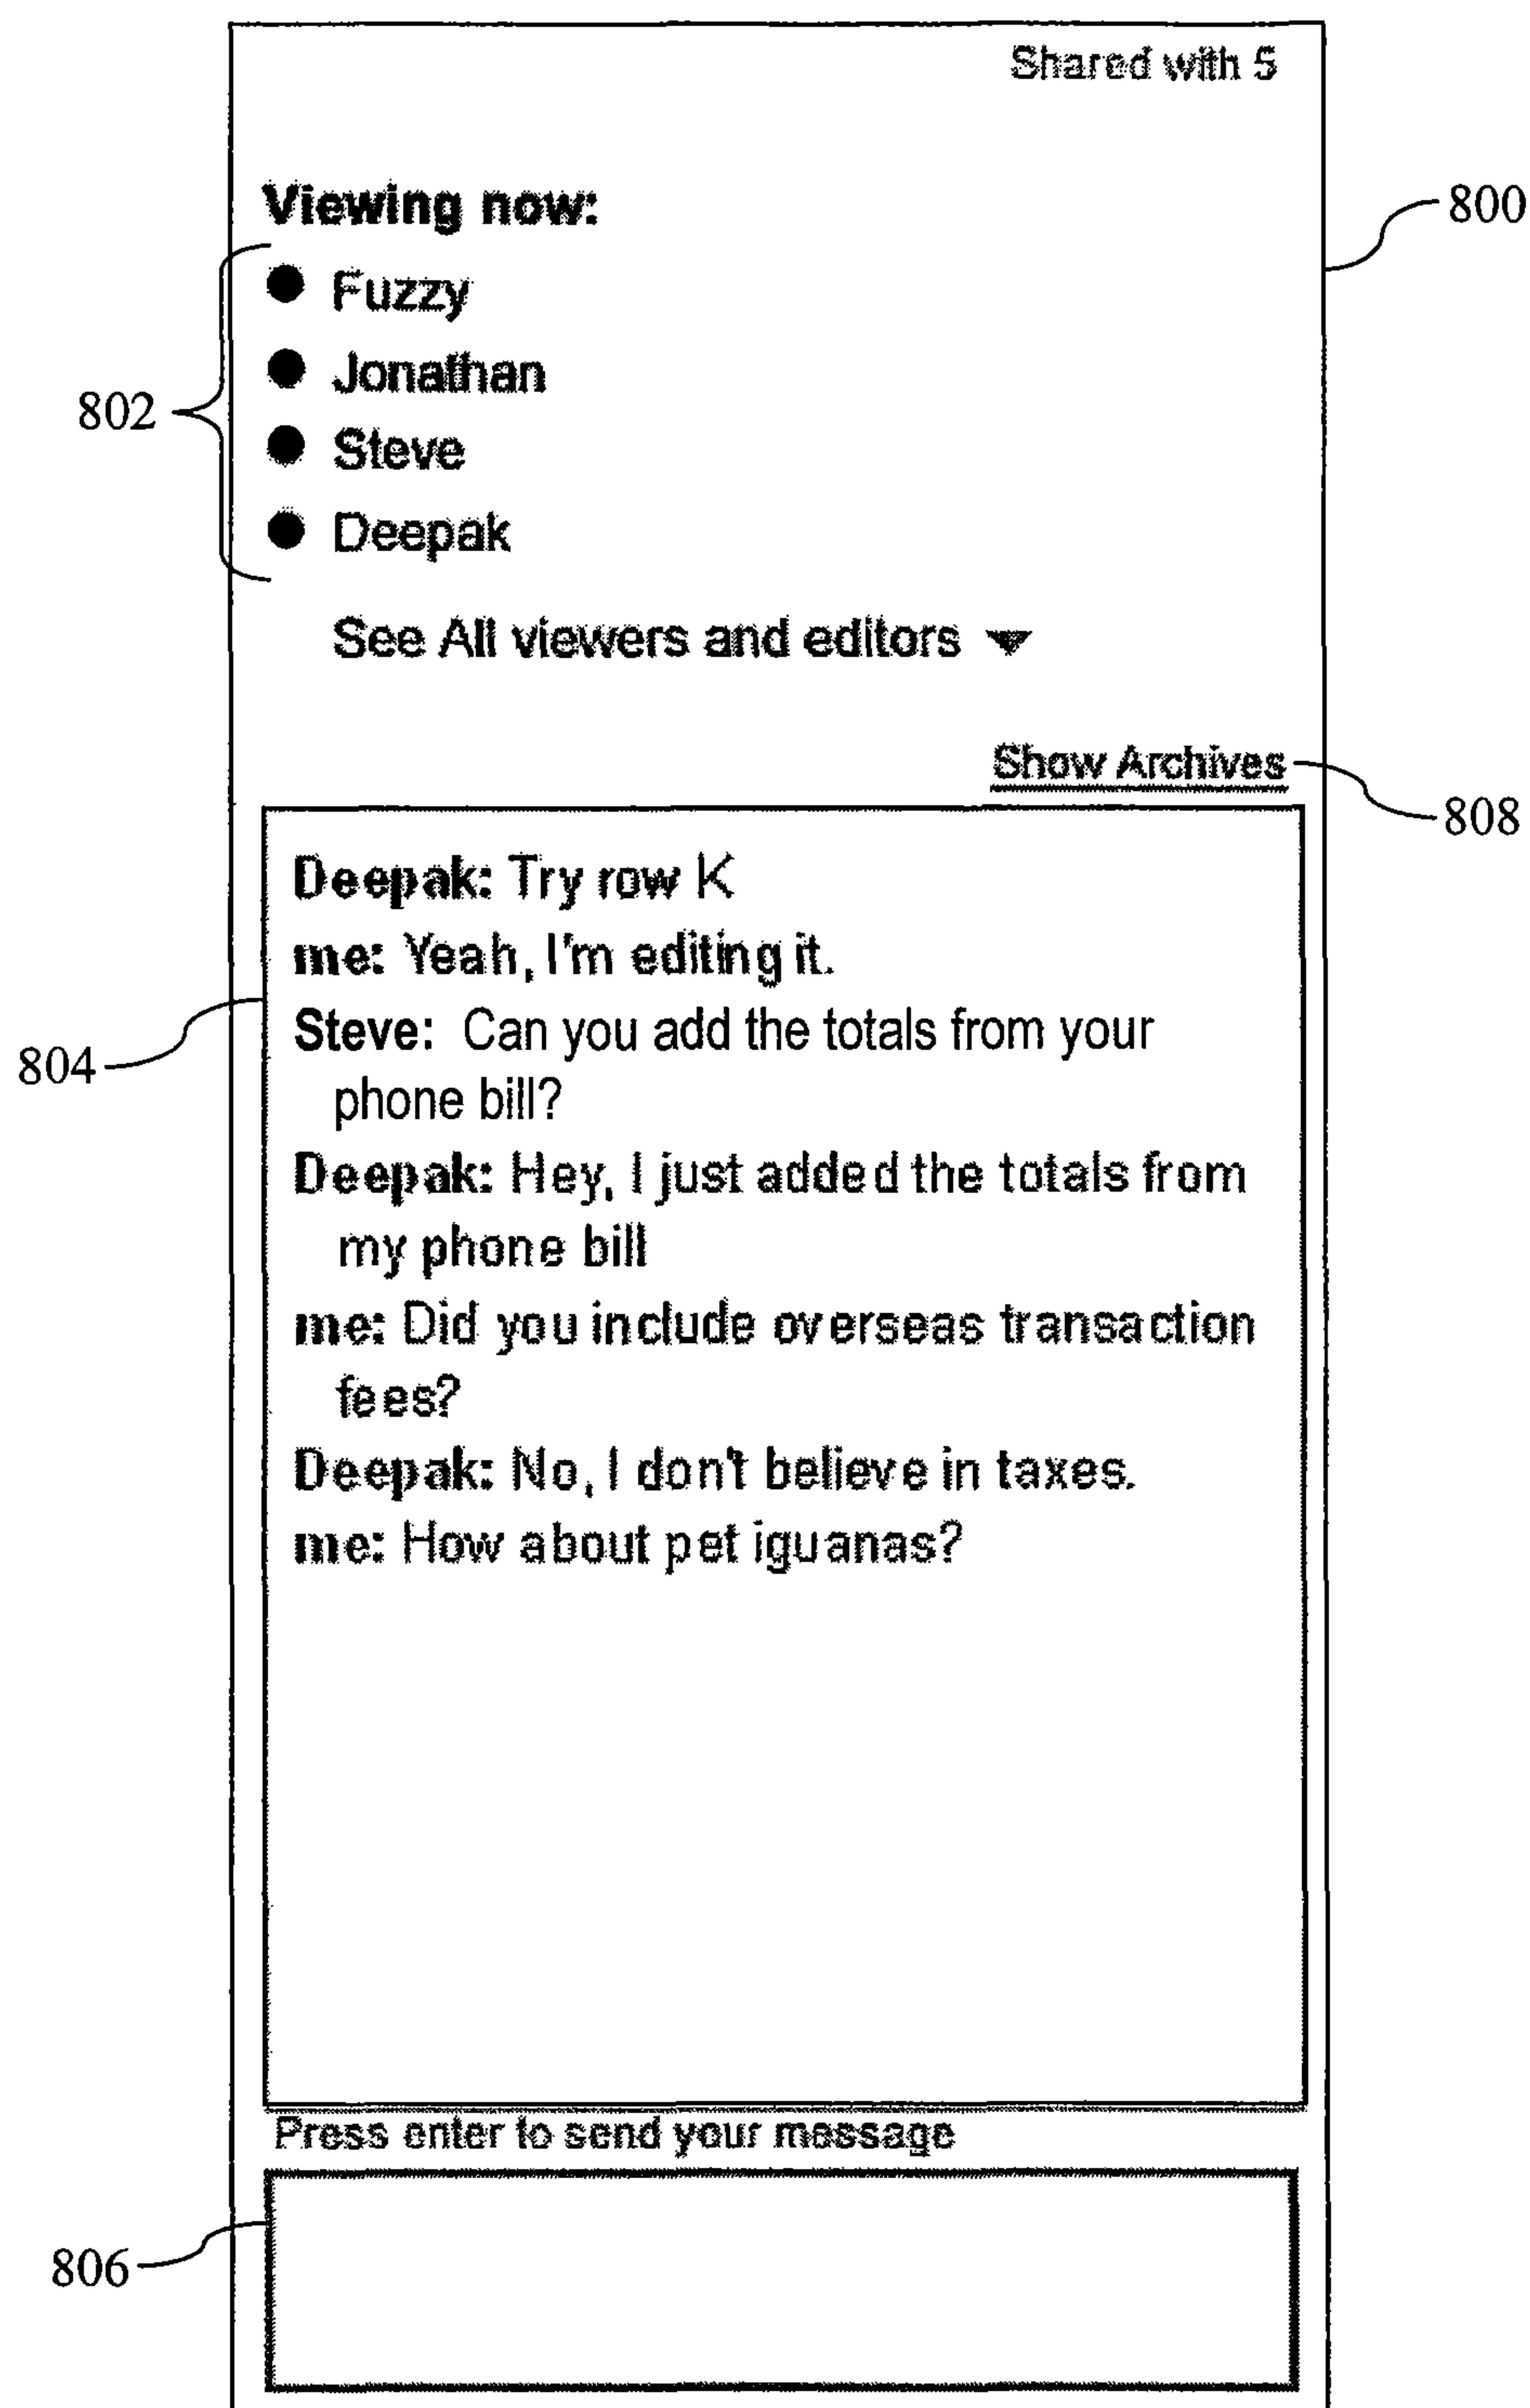 Shared with 5
Viewing now:
800
● Fuzzy
● Jonathan
802
● Steve
● Deepak
See All viewers and editors ▼
Show Archives
808
Deepak: Try row K
me: Yeah, I'm editing it.
Steve: Can you add the totals from your
804
phone bill?
Deepak: Hey, I just added the totals from
my phone bill
me: Did you include overseas transaction
fees?
Deepak: No, I don't believe in taxes.
me: How about pet iguanas?
Press enter to send your message
806